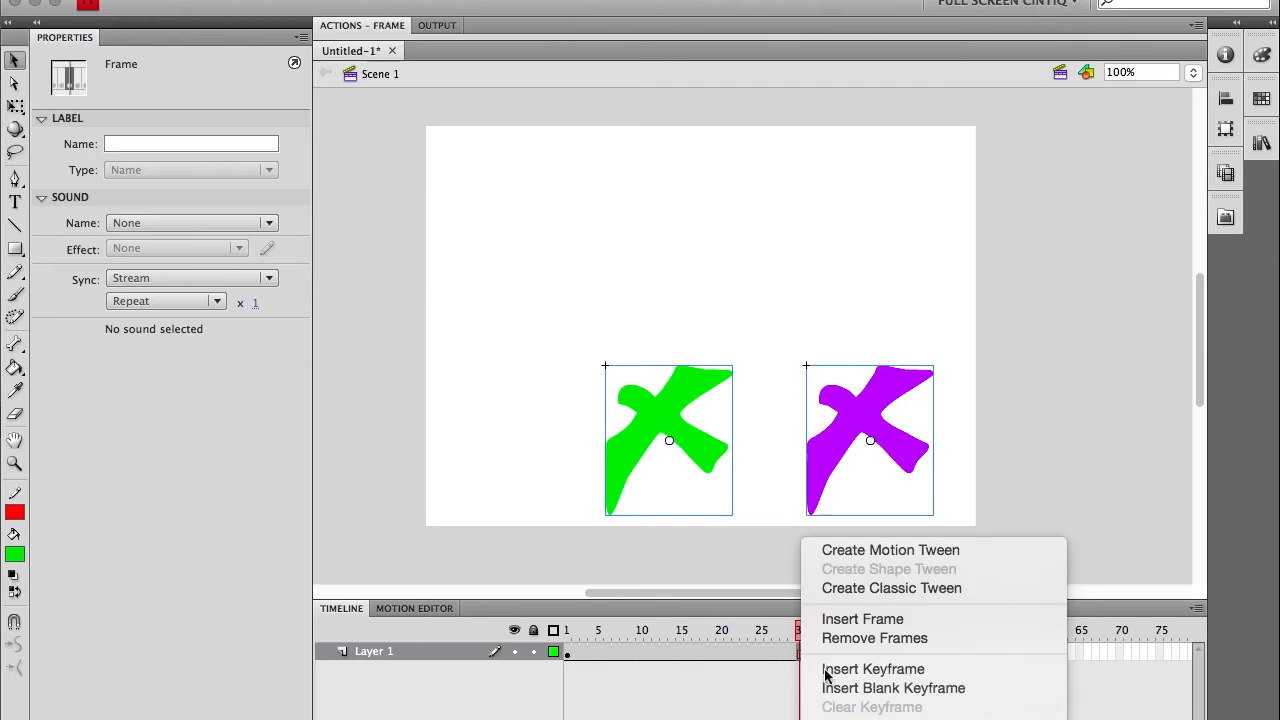 FULL SCREEN CINTIQ
PROPERTIES
ACTIONS – FRAME
OUTPUT
Untitled-1*
Frame
Scene 1
100%
LABEL
Name:
Type: Name
SOUND
Name: None
Effect: None
Sync: Stream
Repeat x 1
No sound selected
Create Motion Tween
Create Shape Tween
Create Classic Tween
Insert Frame
Remove Frames
Insert Keyframe
Insert Blank Keyframe
Clear Keyframe
TIMELINE
MOTION EDITOR
1 5 10 15 20 25 65 70 75
Layer 1